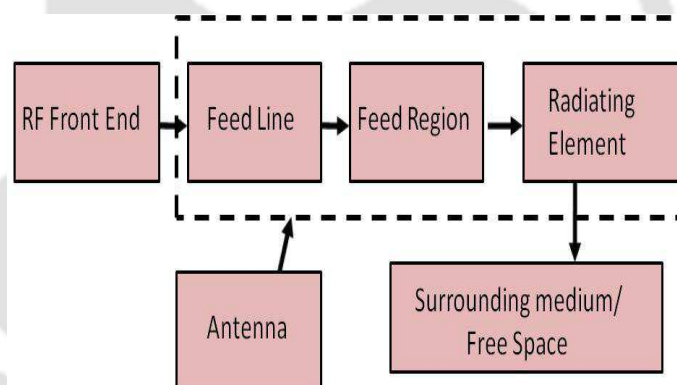 RF Front End
Feed Line
Feed Region
Radiating
Element
Antenna
Surrounding medium/
Free Space